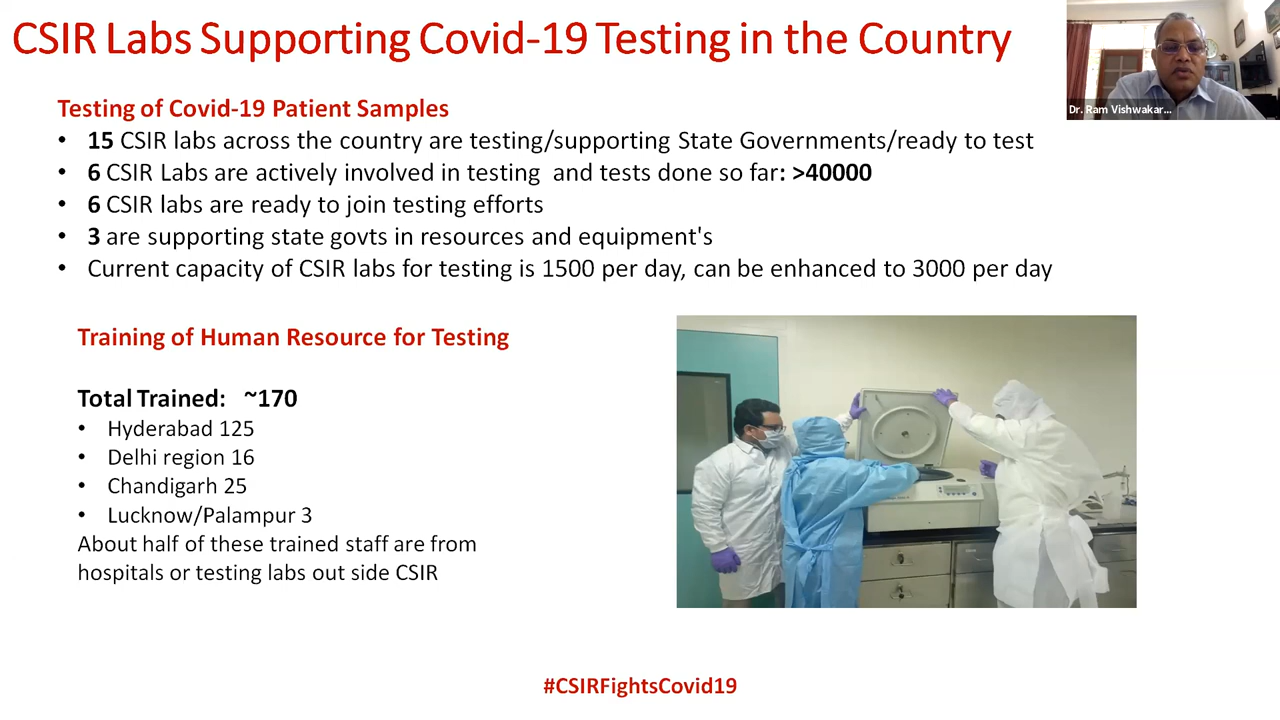 CSIR Labs Supporting Covid-19 Testing in the Country
Dr. Ram Vishwakar...
Testing of Covid-19 Patient Samples
• 15 CSIR labs across the country are testing/supporting State Governments/ready to test
• 6 CSIR Labs are actively involved in testing and tests done so far: >40000
• 6 CSIR labs are ready to join testing efforts
• 3 are supporting state govts in resources and equipment's
• Current capacity of CSIR labs for testing is 1500 per day, can be enhanced to 3000 per day
Training of Human Resource for Testing
Total Trained: ~170
• Hyderabad 125
• Delhi region 16
• Chandigarh 25
• Lucknow/Palampur 3
About half of these trained staff are from
hospitals or testing labs out side CSIR
#CSIRFightsCovid19